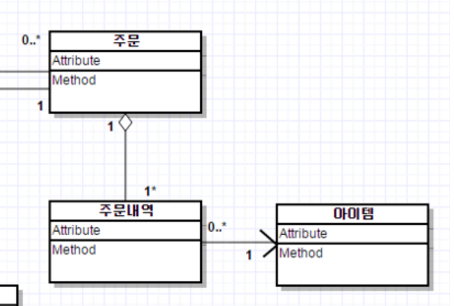 0..*
주문
Attribute
Method
1
1
1*
주문내역
Attribute
Method
0..*
1
아이템
Attribute
Method